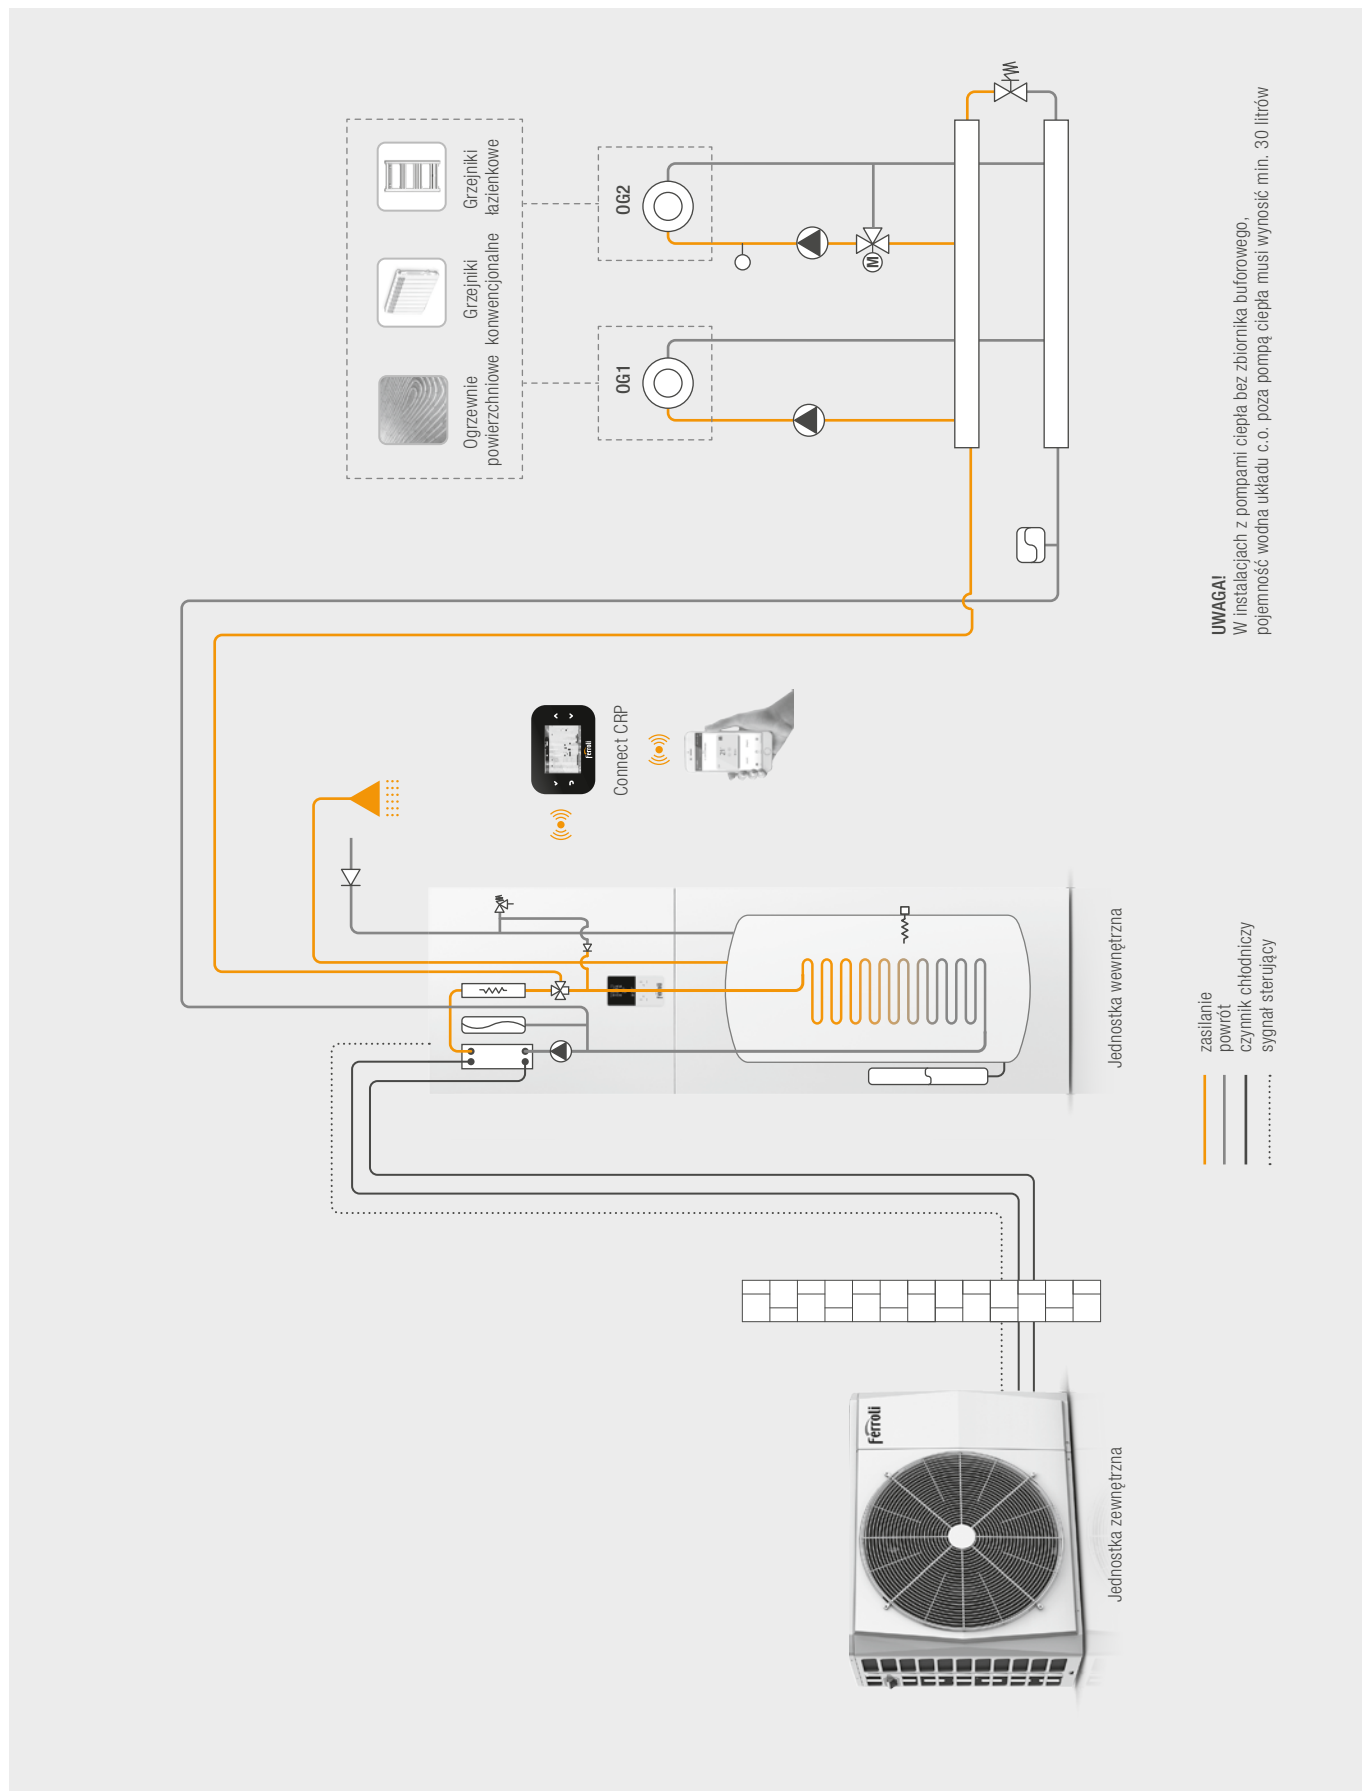 Ogrzewnie
powierzchniowe
Grzejniki
konwencjonalne
Grzejniki
łazienkowe
OG1
OG2
M
Connect CRP
ferroli
Jednostka wewnętrzna
Ferroli
Jednostka zewnętrzna
zasilanie
powrót
czynnik chłodniczy
sygnał sterujący
UWAGA!
W instalacjach z pompami ciepła bez zbiornika buforowego,
pojemność wodna układu c.o. poza pompą ciepła musi wynosić min. 30 litrów